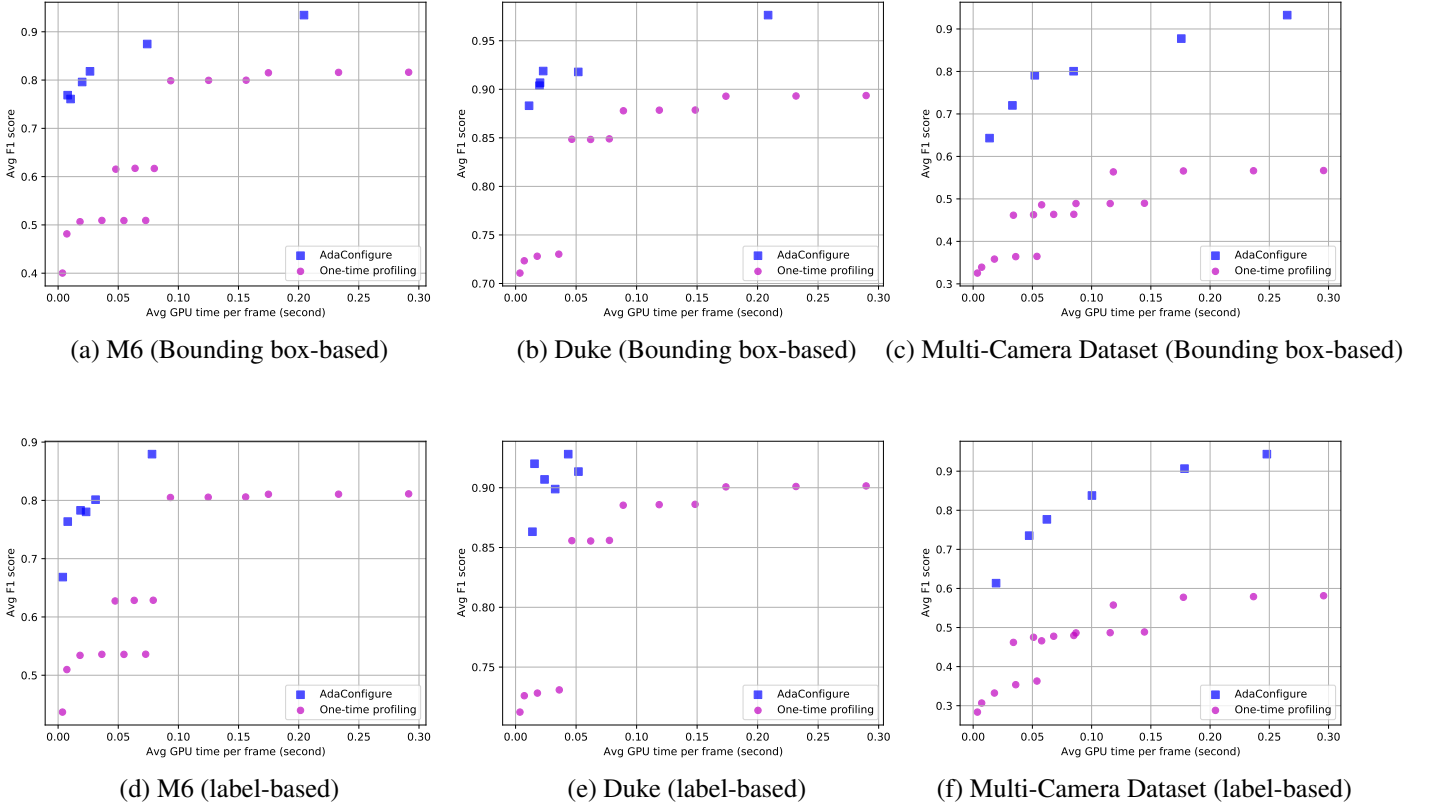 0.9
0.8
0.7
0.6
0.5
0.4
Avg F1 score
0.00 0.05 0.10 0.15 0.20 0.25 0.30
Avg GPU time per frame (second)
AdaConfigure
One-time profiling
(a) M6 (Bounding box-based)
0.95
0.90
0.85
0.80
0.75
0.70
Avg F1 score
0.00 0.05 0.10 0.15 0.20 0.25 0.30
Avg GPU time per frame (second)
AdaConfigure
One-time profiling
(b) Duke (Bounding box-based)
0.9
0.8
0.7
0.6
0.5
0.4
0.3
Avg F1 score
0.00 0.05 0.10 0.15 0.20 0.25 0.30
Avg GPU time per frame (second)
AdaConfigure
One-time profiling
(c) Multi-Camera Dataset (Bounding box-based)
0.9
0.8
0.7
0.6
0.5
Avg F1 score
0.00 0.05 0.10 0.15 0.20 0.25 0.30
Avg GPU time per frame (second)
AdaConfigure
One-time profiling
(d) M6 (label-based)
0.90
0.85
0.80
0.75
Avg F1 score
0.00 0.05 0.10 0.15 0.20 0.25 0.30
Avg GPU time per frame (second)
AdaConfigure
One-time profiling
(e) Duke (label-based)
0.9
0.8
0.7
0.6
0.5
0.4
0.3
Avg F1 score
0.00 0.05 0.10 0.15 0.20 0.25 0.30
Avg GPU time per frame (second)
AdaConfigure
One-time profiling
(f) Multi-Camera Dataset (label-based)